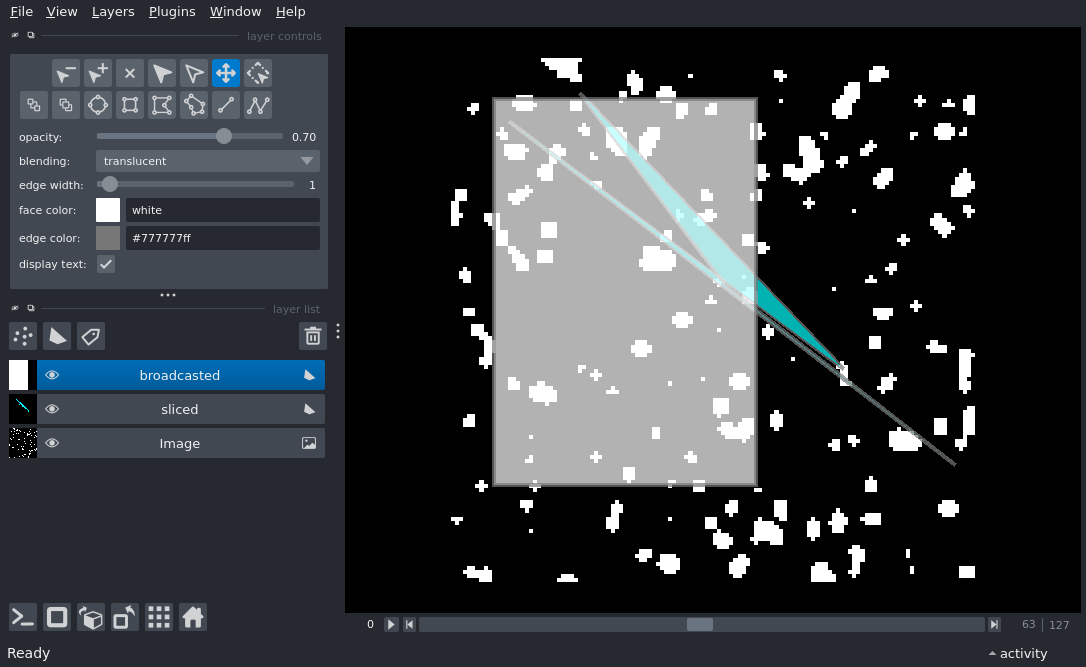 File View Layers Plugins Window Help
layer controls
opacity: 0.70
blending: translucent
edge width: 1
face color: white
edge color: #777777ff
display text:
layer list
broadcasted
sliced
Image
0 63 127
Ready activity